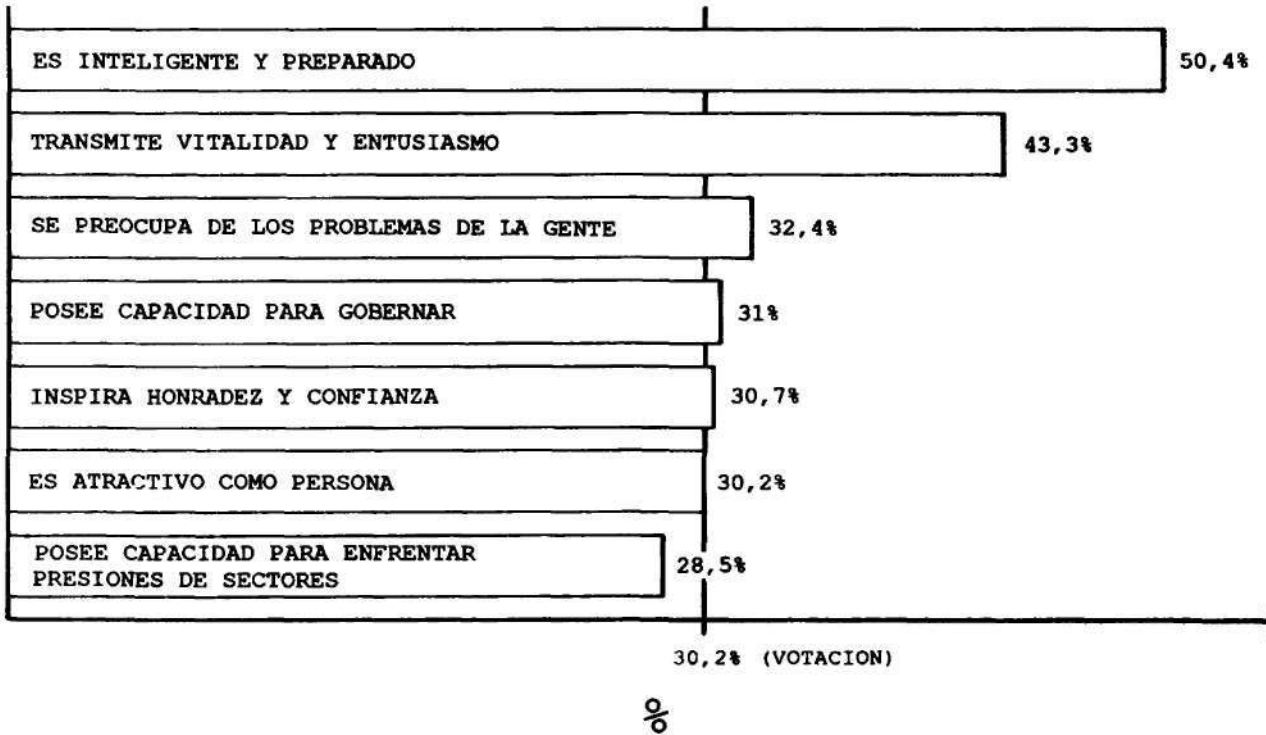 ES INTELIGENTE Y PREPARADO 50,4%
TRANSMITE VITALIDAD Y ENTUSIASMO 43,3%
SE PREOCUPA DE LOS PROBLEMAS DE LA GENTE 32,4%
POSEE CAPACIDAD PARA GOBERNAR 31%
INSPIRA HONRADEZ Y CONFIANZA 30,7%
ES ATRACTIVO COMO PERSONA 30,2%
POSEE CAPACIDAD PARA ENFRENTAR
PRESIONES DE SECTORES 28,5%
30,2% (VOTACION)
%